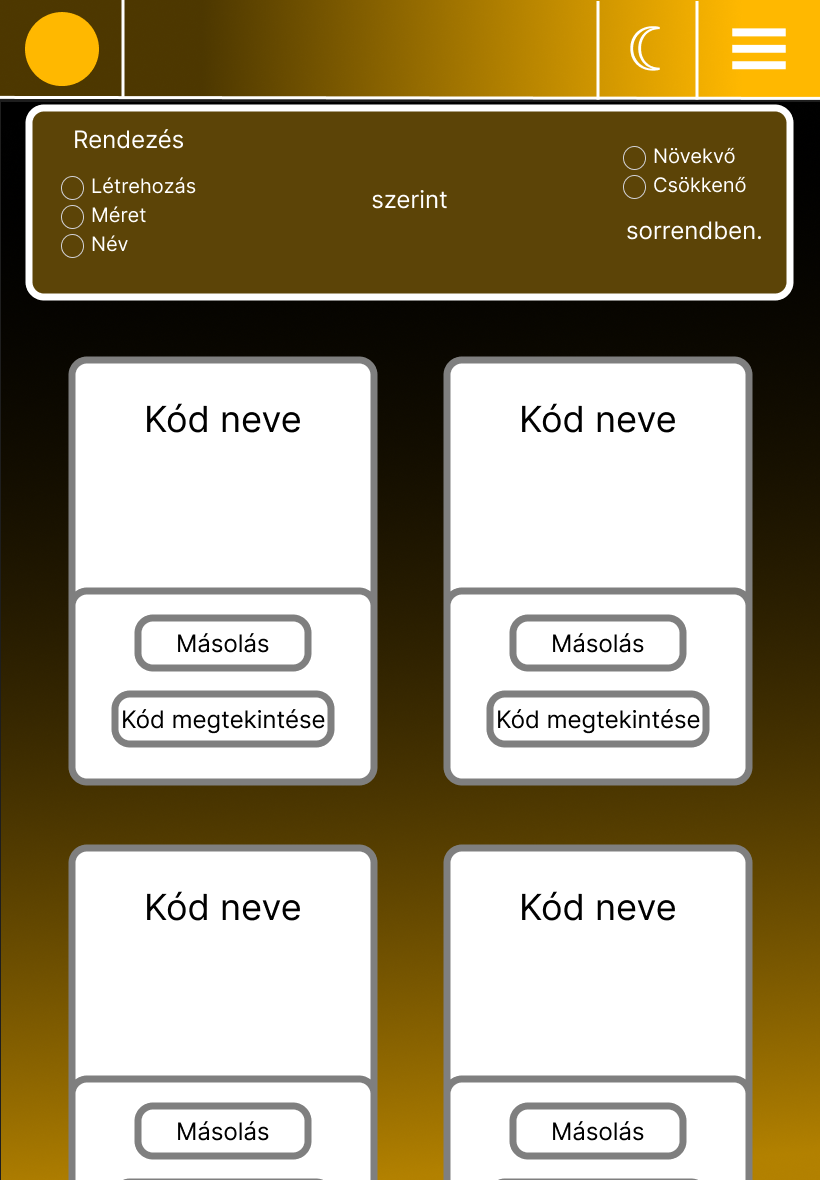 Rendezés
Létrehozás
Méret
Név
szerint
Növekvő
Csökkenő
sorrendben.
Kód neve
Kód neve
Másolás
Másolás
Kód megtekintése
Kód megtekintése
Kód neve
Kód neve
Másolás
Másolás